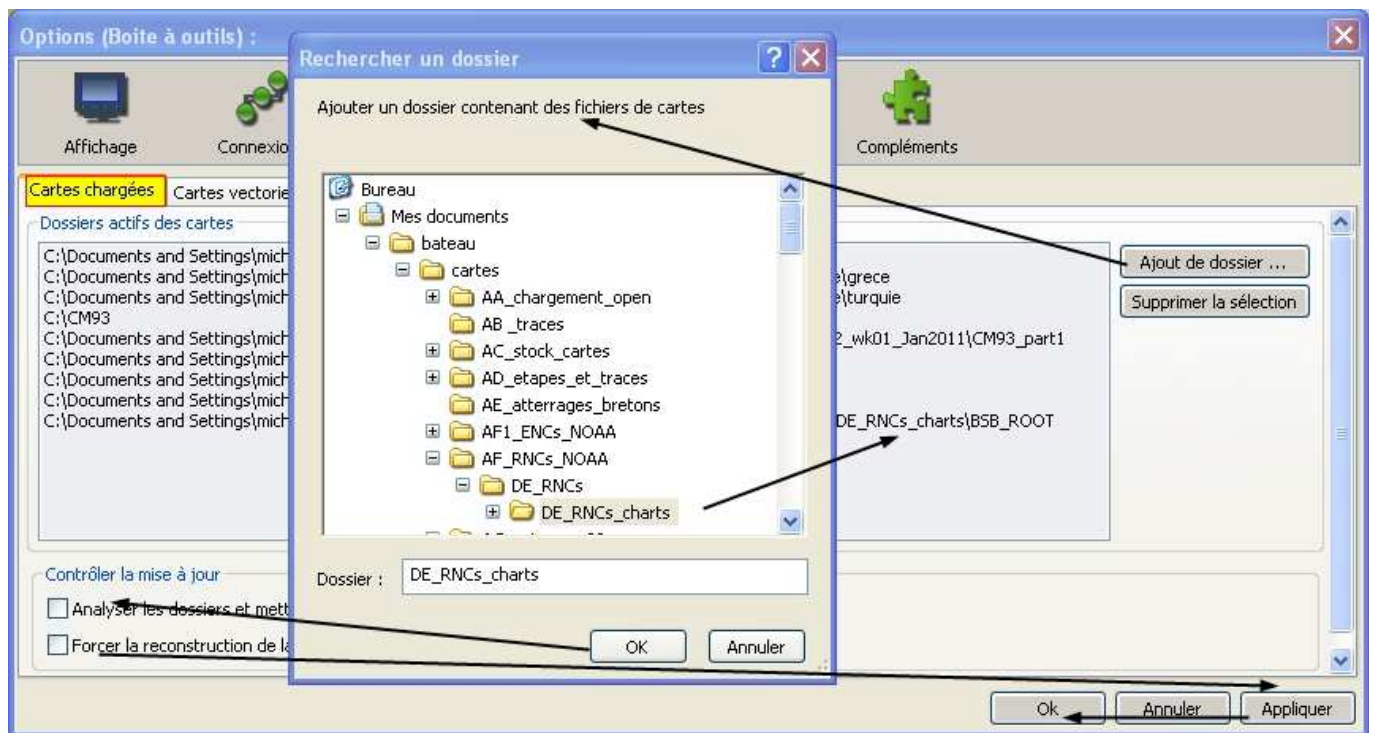 Options (Boite à outils) :
Rechercher un dossier
Ajouter un dossier contenant des fichiers de cartes
Affichage
Connexio
Compléments
Cartes chargées
Cartes vectorie
Dossiers actifs des cartes
C:\Documents and Settings\mich
C:\Documents and Settings\mich
e\grece
C:\Documents and Settings\mich
e\turquie
C:\CM93
C:\Documents and Settings\mich
2_wk01_Jan2011\CM93_part1
C:\Documents and Settings\mich
C:\Documents and Settings\mich
C:\Documents and Settings\mich
C:\Documents and Settings\mich
DE_RNCs_charts\BSB_ROOT
Ajout de dossier ...
Supprimer la sélection
Bureau
Mes documents
bateau
cartes
AA_chargement_open
AB _traces
AC_stock_cartes
AD_etapes_et_traces
AE_atterrages_bretons
AF1_ENCs_NOAA
AF_RNCs_NOAA
DE_RNCs
DE_RNCs_charts
Dossier :
DE_RNCs_charts
OK
Annuler
Contrôler la mise à jour
Analyser les dossiers et mett
Forcer la reconstruction de la
Ok
Annuler
Appliquer